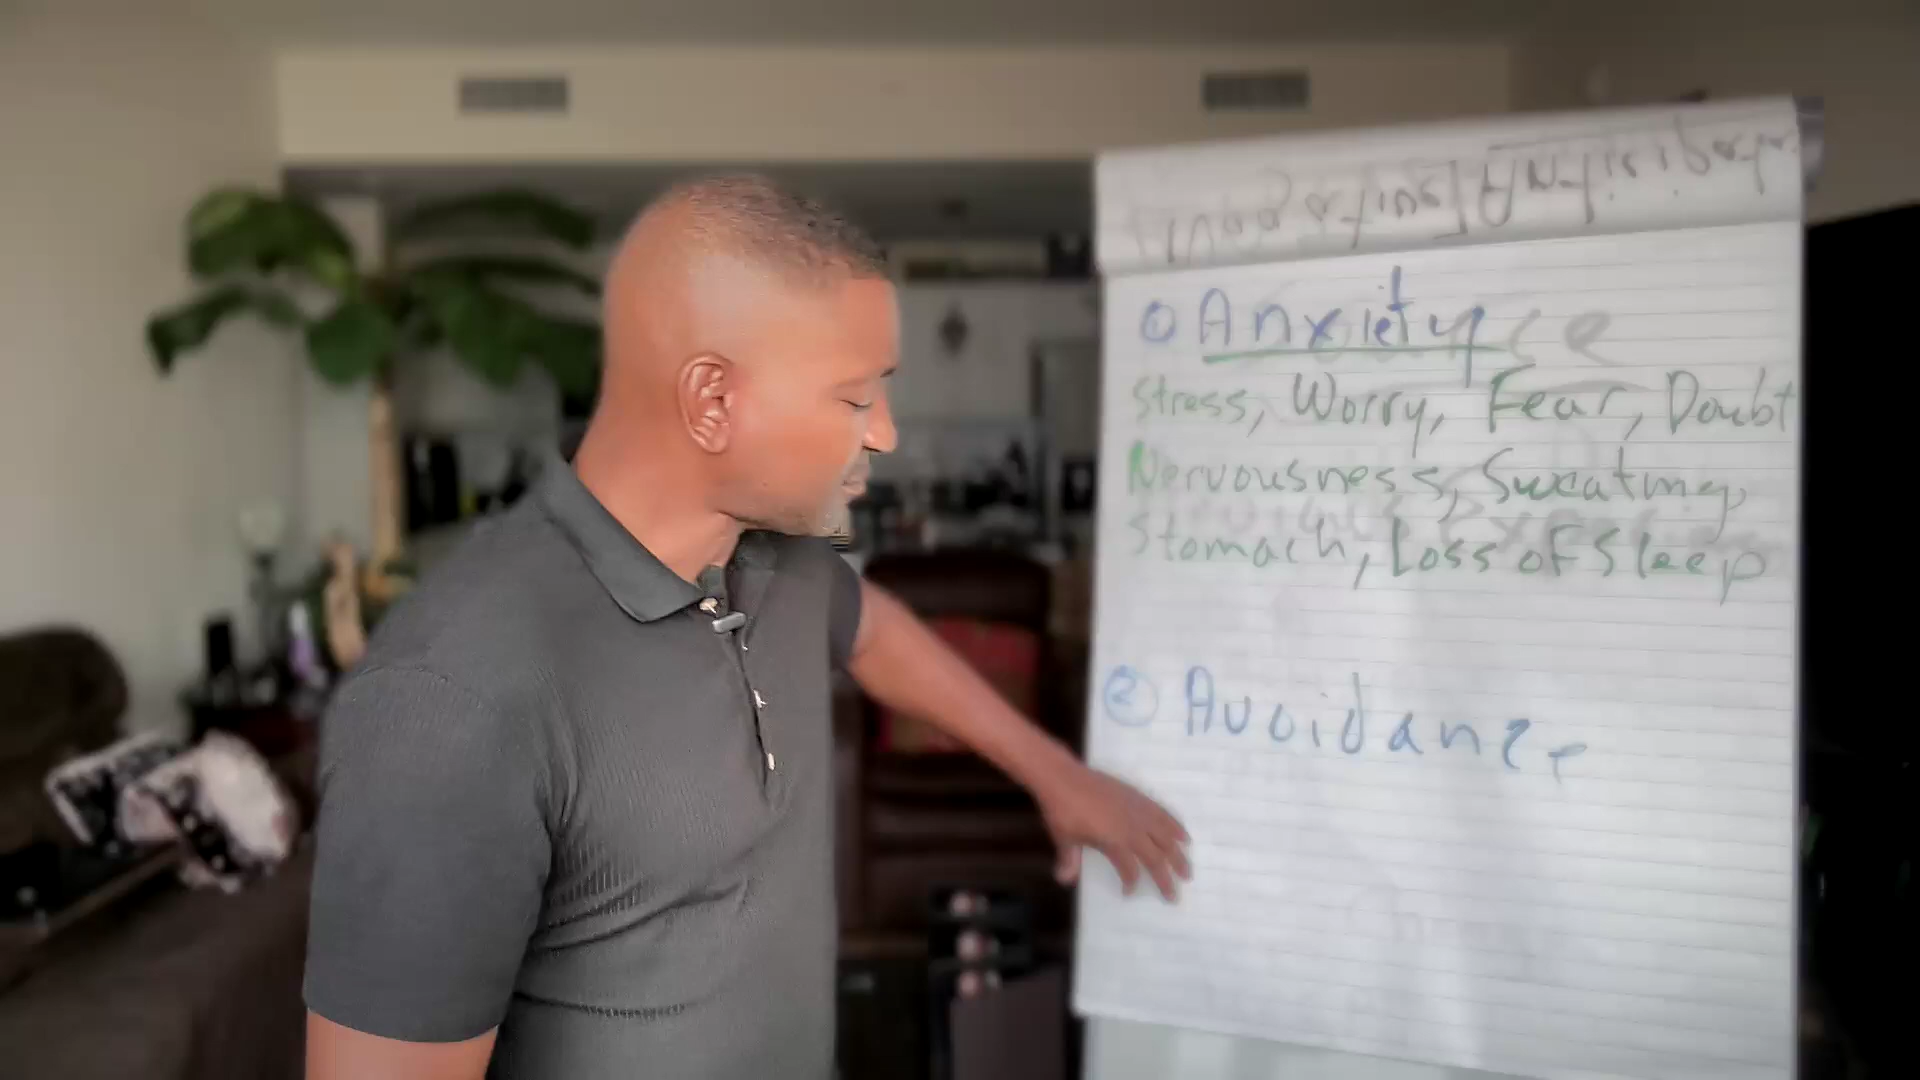 ① Anxiety
Stress, Worry, Fear, Doubt
Nervousness, Sweating,
Stomach, Loss of Sleep
② Avoidance